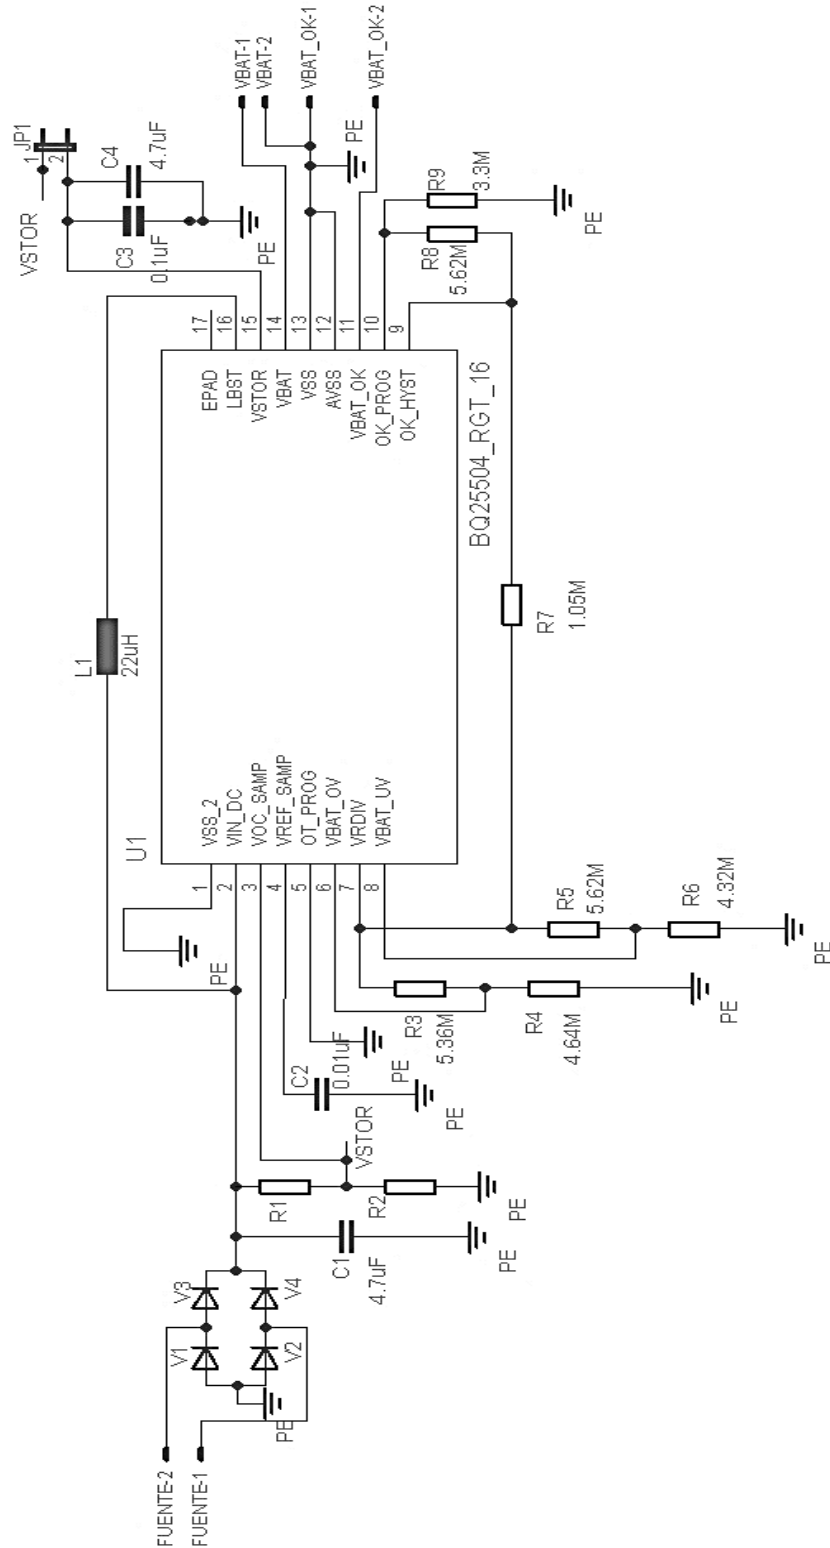 FUENTE-2
FUENTE-1
V1
V3
V2
V4
PE
C1
4.7uF
PE
R1
R2
PE
VSTOR
C2
0.01uF
PE
PE
PE
U1
1
2
3
4
5
6
7
8
VSS_2
VIN_DC
VOC_SAMP
VREF_SAMP
OT_PROG
VBAT_OV
VRDIV
VBAT_UV
R3
5.36M
R4
4.64M
PE
R5
5.62M
R6
4.32M
PE
L1
22uH
R7
1.05M
BQ25504_RGT_16
EPAD
LBST
VSTOR
VBAT
VSS
AVSS
VBAT_OK
OK_PROG
OK_HYST
17
16
15
14
13
12
11
10
9
VSTOR
JP1
1
2
C3
0.1uF
C4
4.7uF
PE
PE
R8
5.62M
R9
3.3M
PE
VBAT-1
VBAT-2
VBAT_OK-1
VBAT_OK-2